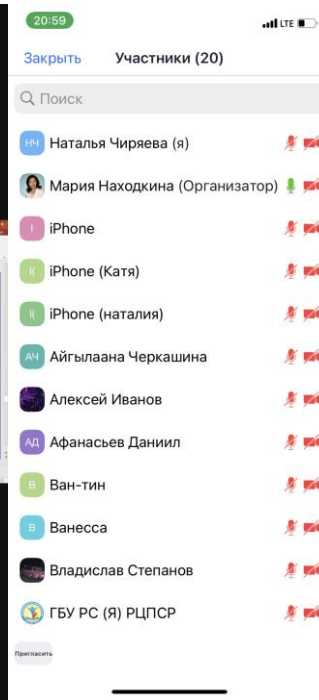 20:59
LTE
Закрыть Участники (20)
Поиск
НЧ Наталья Чиряева (я)
Мария Находкина (Организатор)
I iPhone
I( iPhone (Катя)
I( iPhone (наталия)
АЧ Айгылаана Черкашина
Алексей Иванов
АД Афанасьев Даниил
В Ван-тин
В Ванесса
Владислав Степанов
ГБУ РС (Я) РЦПСР
Пригласить